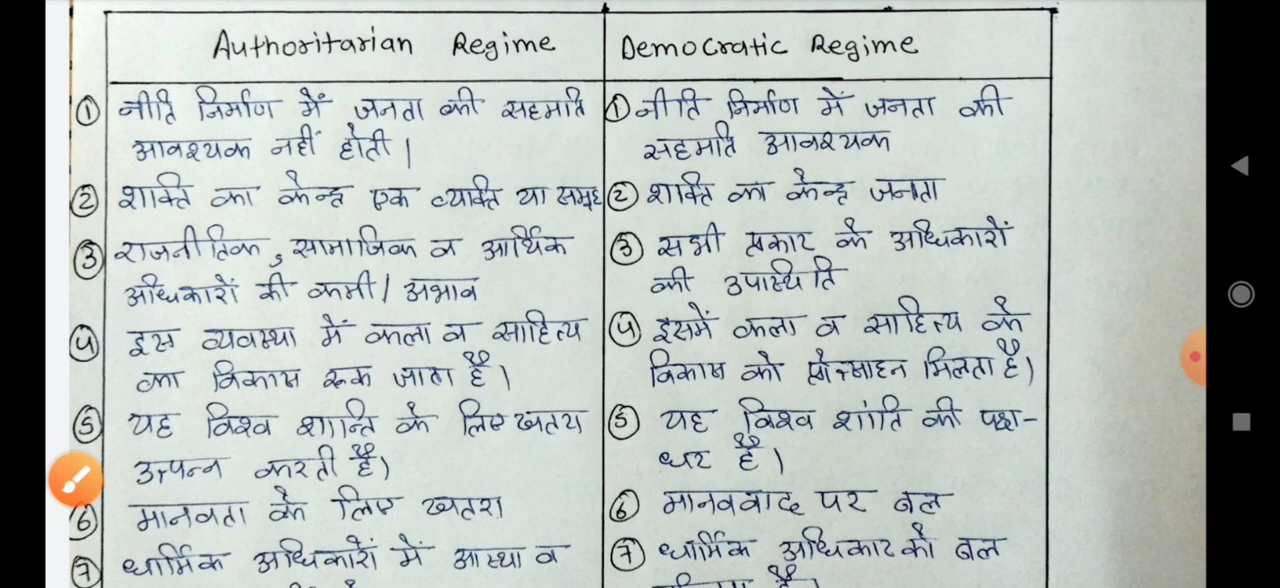 Authoritarian Regime
① नीति निर्माण में जनता की सहमति
आवश्यक नहीं होती।
② शक्ति का केन्द्र एक व्यक्ति या समूह
③ राजनीतिक, सामाजिक व आर्थिक
अधिकारों की कमी/अभाव
④ इस व्यवस्था में कला व साहित्य
का विकास रूक जाता है।
⑤ यह विश्व शान्ति के लिए खतरा
उत्पन्न करती है।
⑥ मानवता के लिए खतरा
⑦ धार्मिक अधिकारों में आस्था व
Democratic Regime
① नीति निर्माण में जनता की
सहमति आवश्यक
② शक्ति का केन्द्र जनता
③ सभी प्रकार के अधिकारों
की उपास्थिति
④ इसमें कला व साहित्य के
विकास को प्रोत्साहन मिलता है।
⑤ यह विश्व शांति की पक्ष-
धर है।
⑥ मानववाद पर बल
⑦ धार्मिक अधिकार को बल